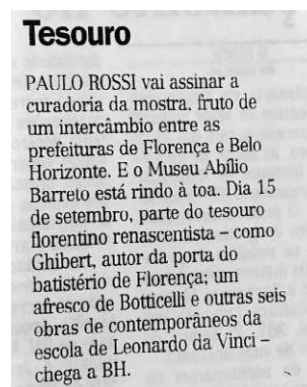 Tesouro
PAULO ROSSI vai assinar a
curadoria da mostra. fruto de
um intercâmbio entre as
prefeituras de Florença e Belo
Horizonte. E o Museu Abílio
Barreto está rindo à toa. Dia 15
de setembro, parte do tesouro
florentino renascentista – como
Ghibert, autor da porta do
batistério de Florença; um
afresco de Botticelli e outras seis
obras de contemporâneos da
escola de Leonardo da Vinci –
chega a BH.